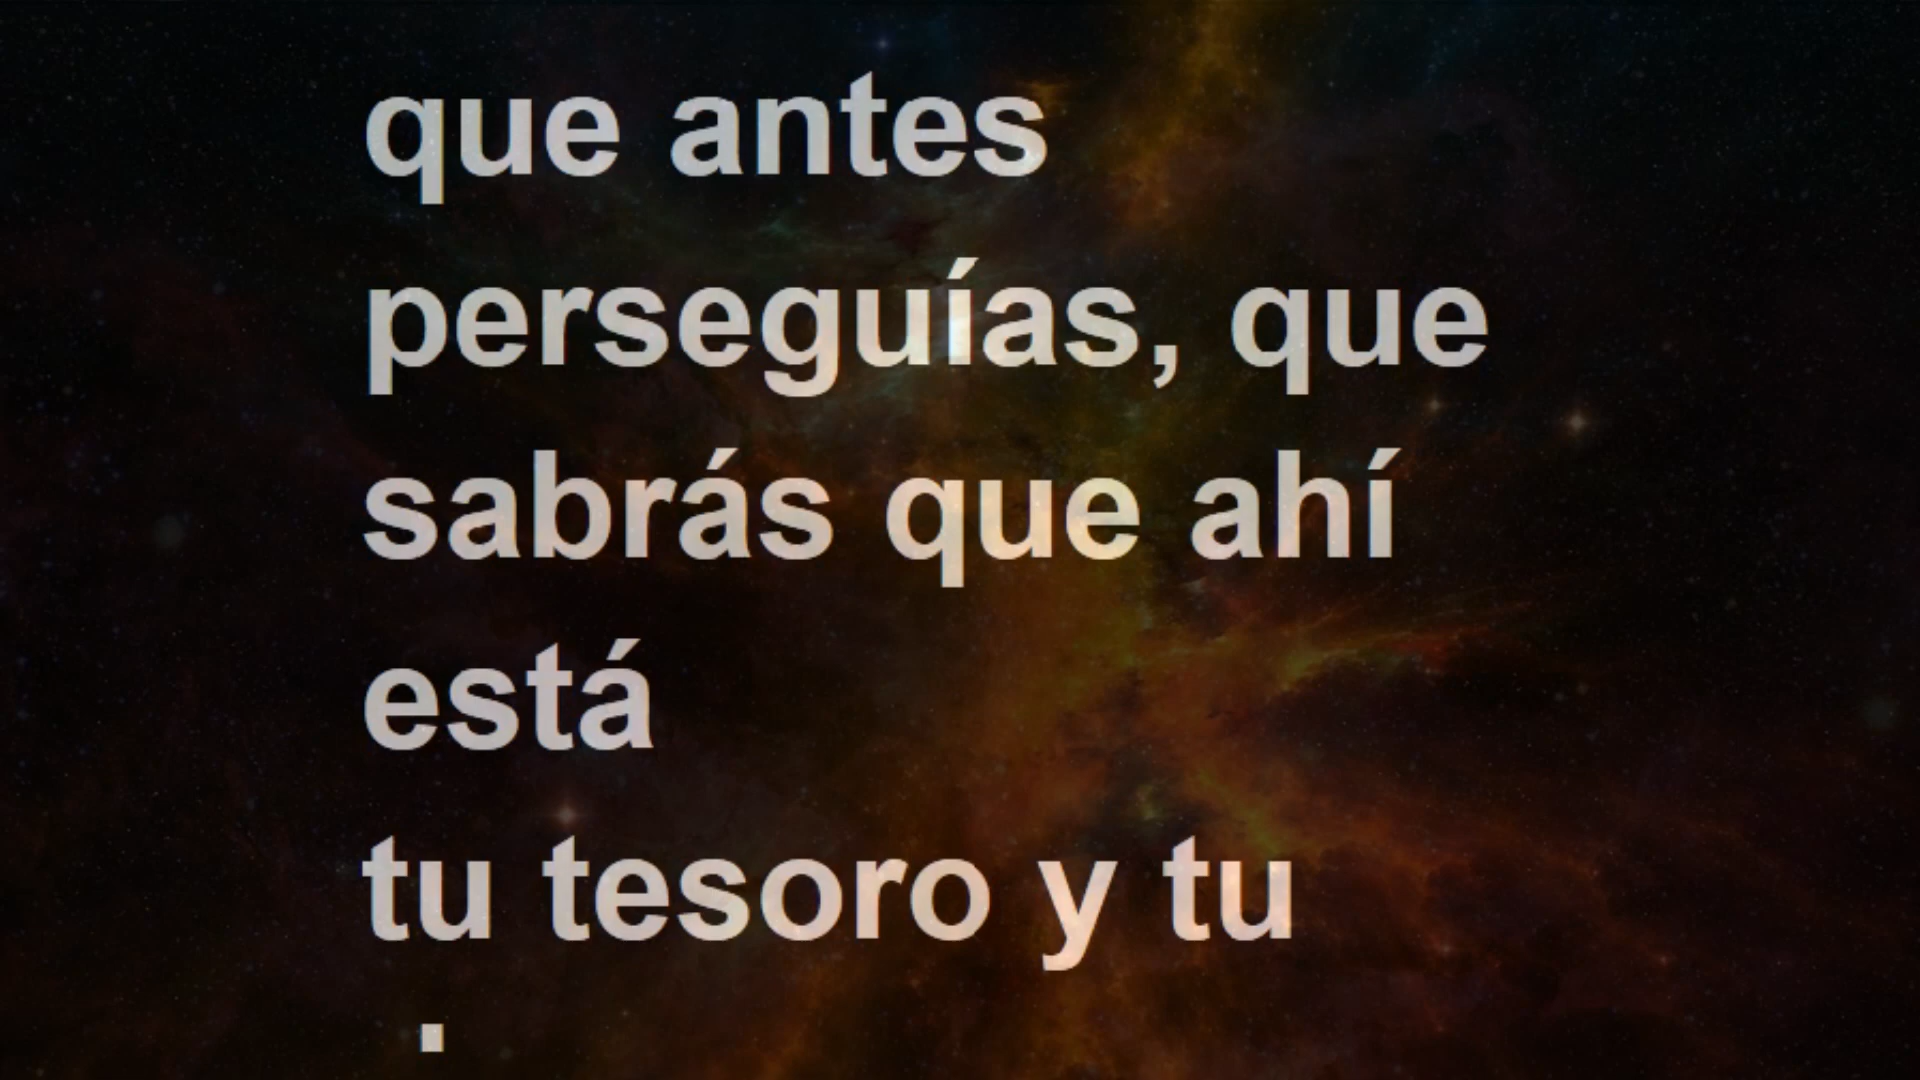 que antes
perseguías, que
sabrás que ahí
está
tu tesoro y tu